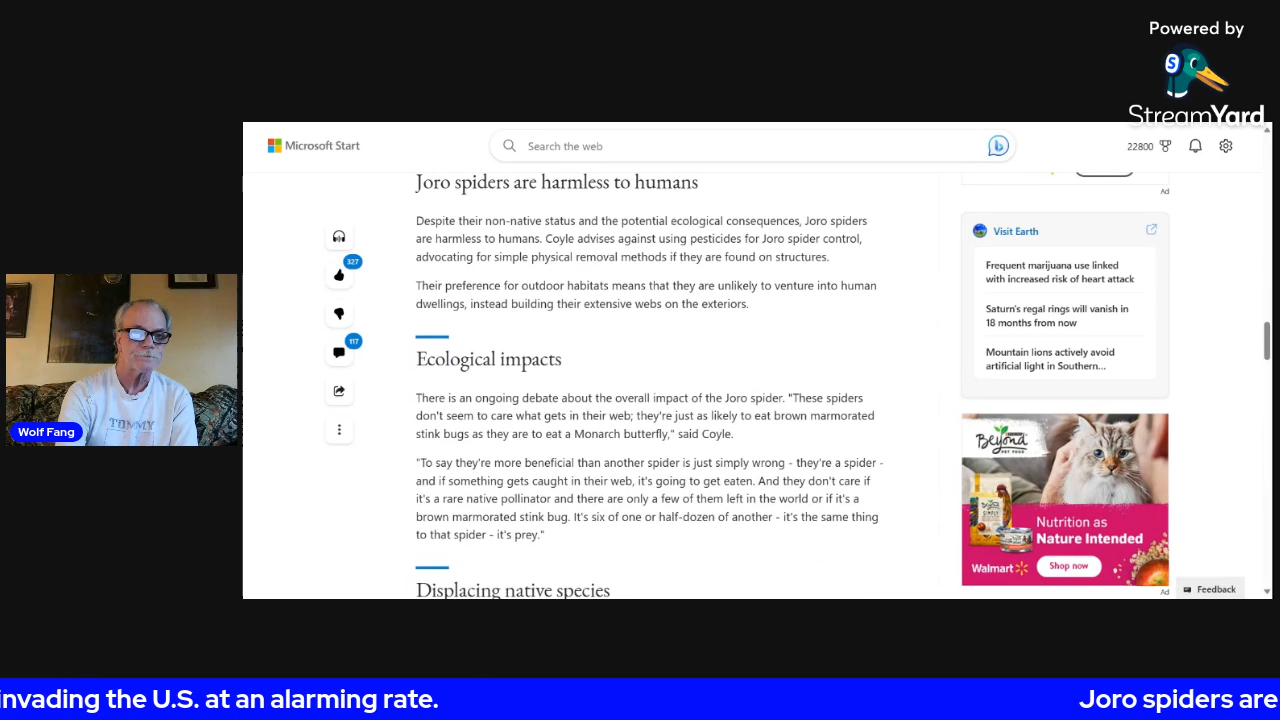 Powered by
StreamYard
Microsoft Start
Search the web
22800
Joro spiders are harmless to humans
Despite their non-native status and the potential ecological consequences, Joro spiders
are harmless to humans. Coyle advises against using pesticides for Joro spider control,
advocating for simple physical removal methods if they are found on structures.
Their preference for outdoor habitats means that they are unlikely to venture into human
dwellings, instead building their extensive webs on the exteriors.
327
117
Ecological impacts
There is an ongoing debate about the overall impact of the Joro spider. "These spiders
don't seem to care what gets in their web; they're just as likely to eat brown marmorated
stink bugs as they are to eat a Monarch butterfly," said Coyle.
"To say they're more beneficial than another spider is just simply wrong - they're a spider -
and if something gets caught in their web, it's going to get eaten. And they don't care if
it's a rare native pollinator and there are only a few of them left in the world or if it's a
brown marmorated stink bug. It's six of one or half-dozen of another - it's the same thing
to that spider - it's prey."
Displacing native species
Ad
Visit Earth
Frequent marijuana use linked
with increased risk of heart attack
Saturn's regal rings will vanish in
18 months from now
Mountain lions actively avoid
artificial light in Southern...
Beyond
PET FOOD
Nutrition as
Nature Intended
Walmart
Shop now
Ad
Feedback
TOMMY
Wolf Fang
invading the U.S. at an alarming rate.
Joro spiders are